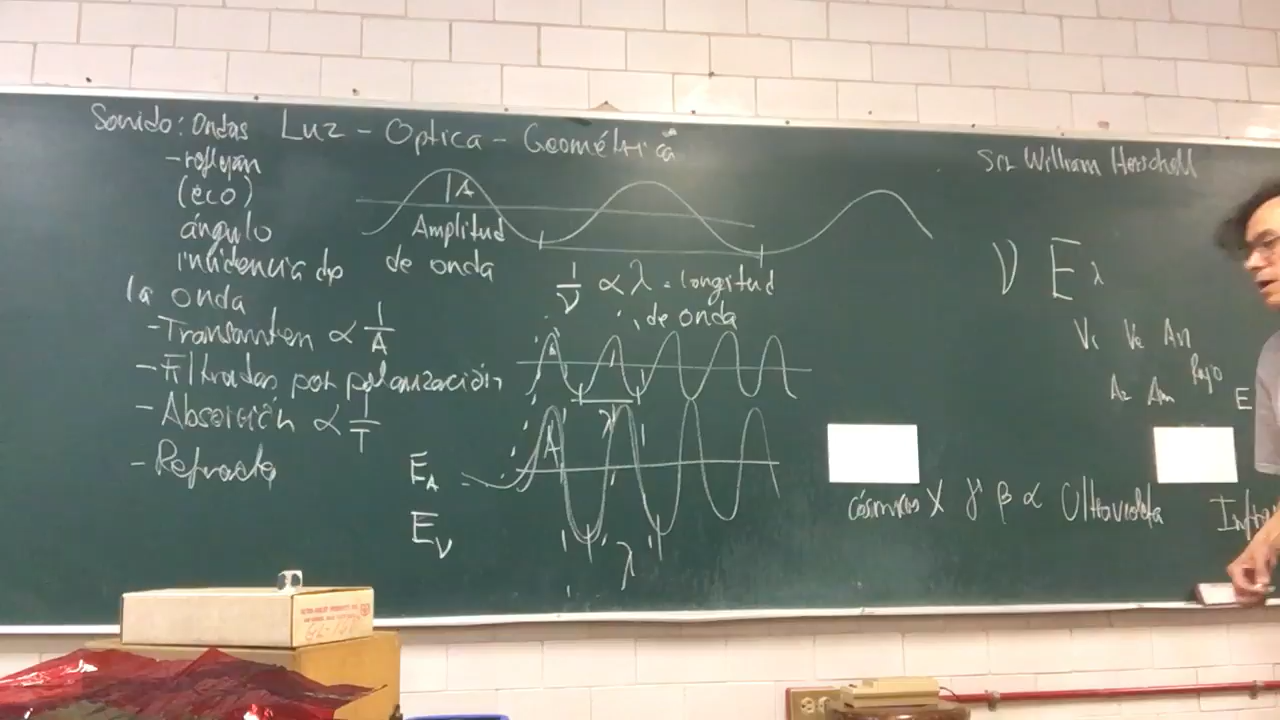 Sonido: Ondas
- reflejan
(eco)
ángulo
incidencia de
la onda
- Transmiten ∝ 1/A
- Filtradas por polarización
- Absorción ∝ 1/T
- Refracta
Luz - Optica - Geométrica
A
Amplitud
de onda
1/ν ∝ λ = longitud
de onda
A
λ
A
λ
E_A
E_ν
Sir William Herschell
ν E λ
Vi Ve An
Az Am Rojo
E
cósmicos X γ β ∝ Ultravioleta
Infra